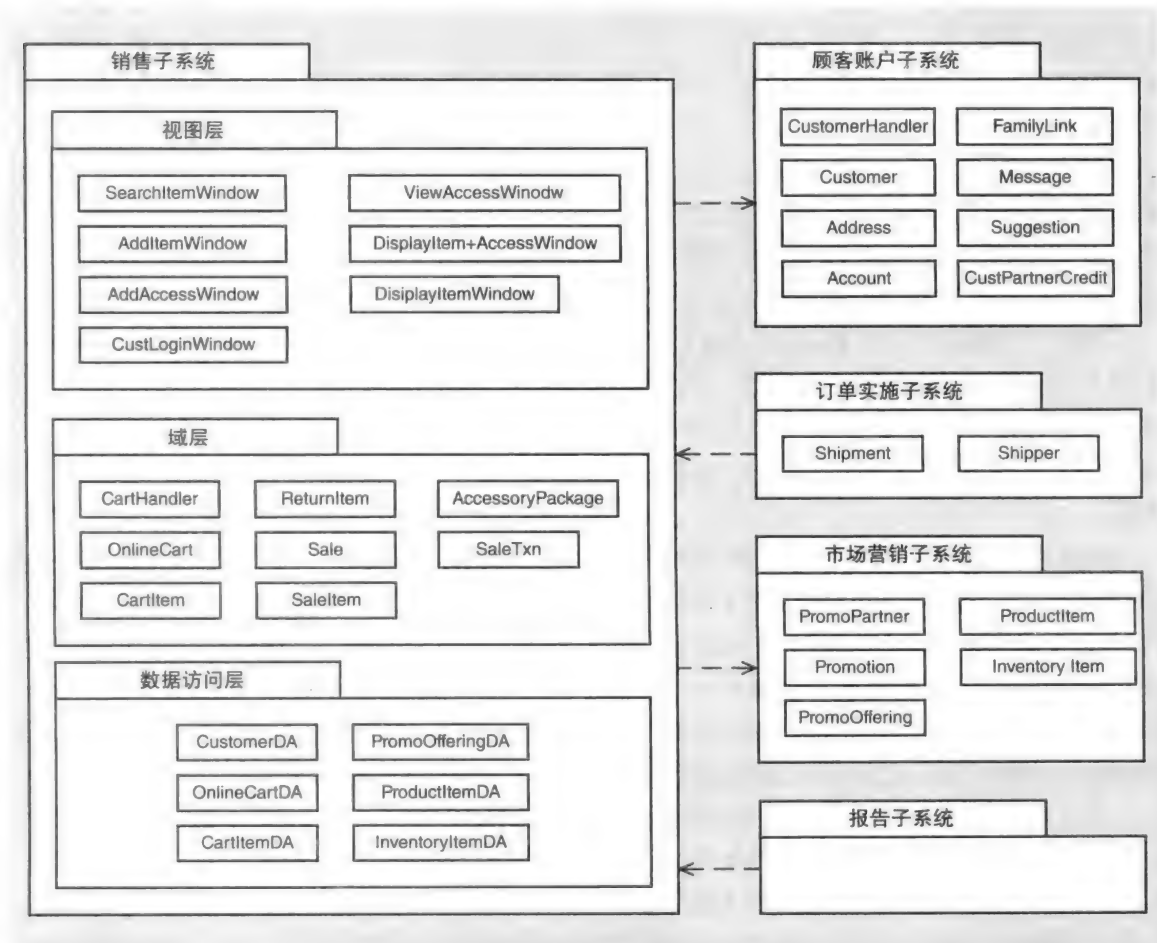 销售子系统
视图层
SearchItemWindow
ViewAccessWinodw
AddItemWindow
DisplayItem+AccessWindow
AddAccessWindow
DisiplayItemWindow
CustLoginWindow
域层
CartHandler
ReturnItem
AccessoryPackage
OnlineCart
Sale
SaleTxn
CartItem
SaleItem
数据访问层
CustomerDA
PromoOfferingDA
OnlineCartDA
ProductItemDA
CartItemDA
InventoryItemDA
顾客账户子系统
CustomerHandler
FamilyLink
Customer
Message
Address
Suggestion
Account
CustPartnerCredit
订单实施子系统
Shipment
Shipper
市场营销子系统
PromoPartner
ProductItem
Promotion
Inventory Item
PromoOffering
报告子系统